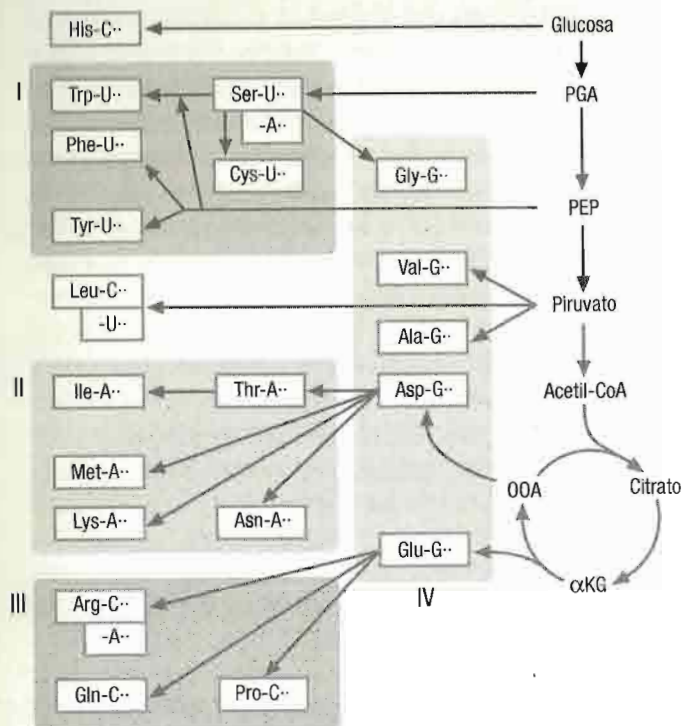 His-C··
Glucosa
I
Trp-U··
Ser-U··
PGA
-A··
Phe-U··
Cys-U··
Gly-G··
Tyr-U··
PEP
Val-G··
Leu-C··
Piruvato
-U··
Ala-G··
II
Ile-A··
Thr-A··
Asp-G··
Acetil-CoA
Met-A··
OOA
Citrato
Lys-A··
Asn-A··
Glu-G··
αKG
III
Arg-C··
IV
-A··
Gln-C··
Pro-C··